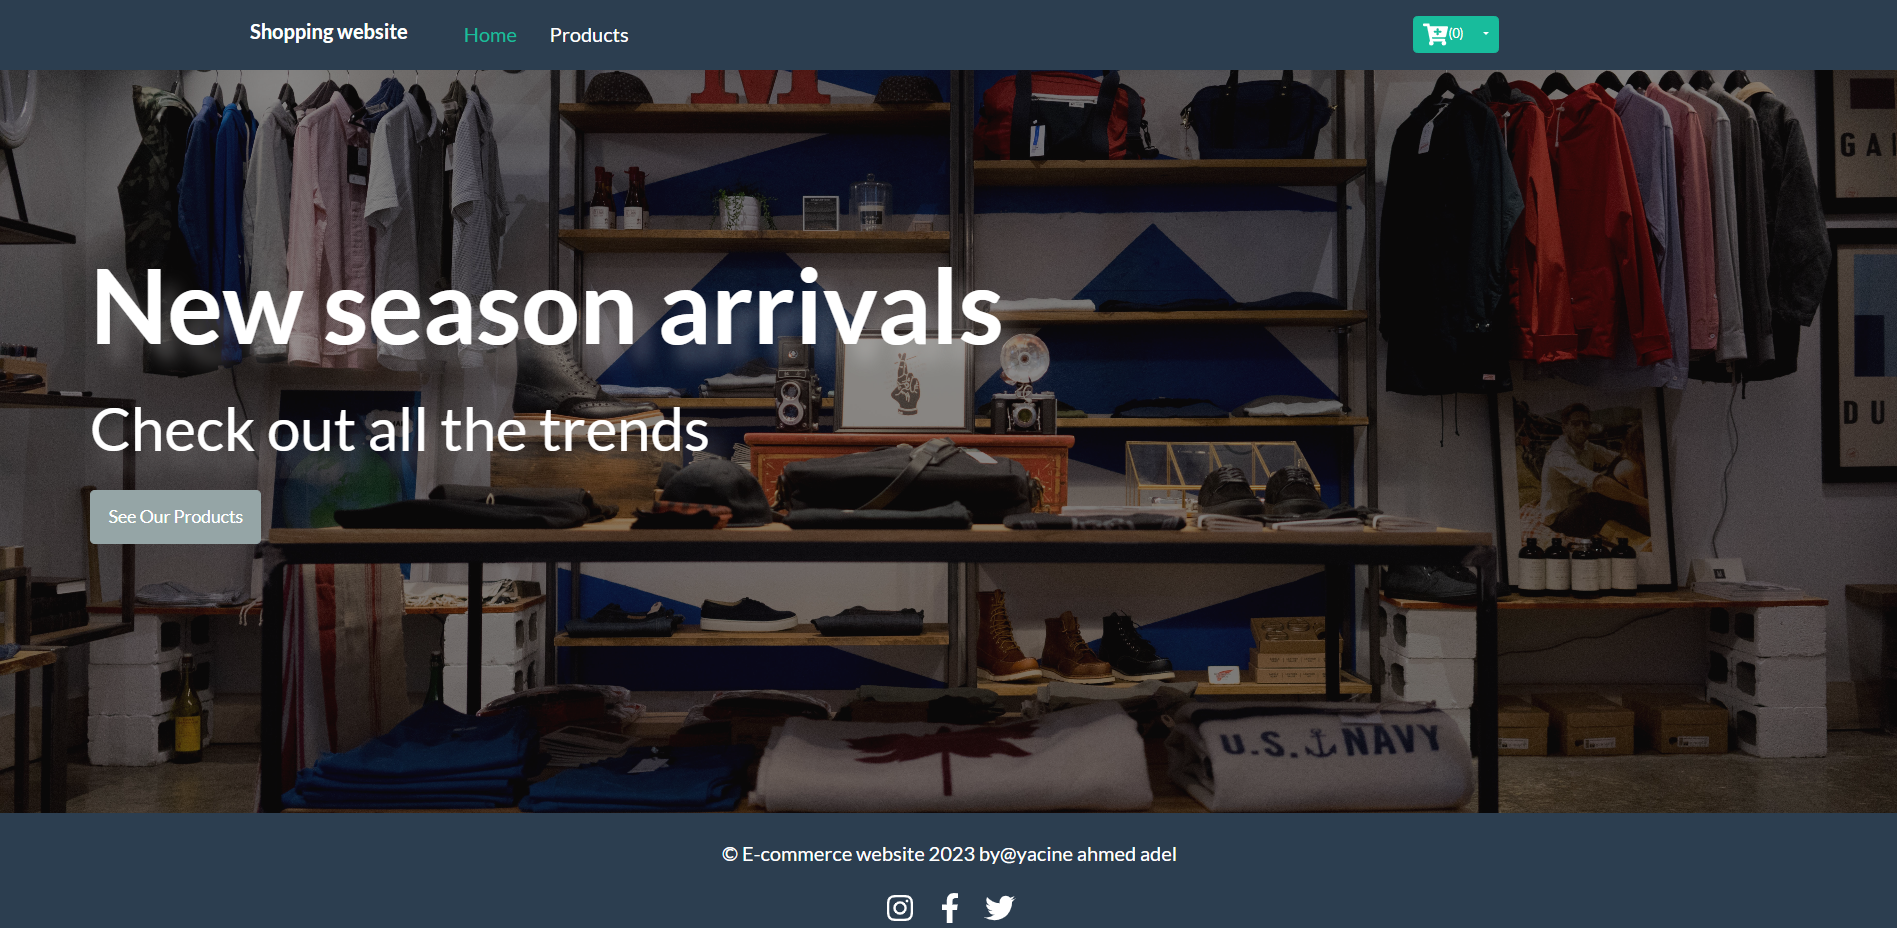 Shopping website
Home
Products
(0)
M
GA
New season arrivals
Check out all the trends
DU
See Our Products
U.S. NAVY
© E-commerce website 2023 by@yacine ahmed adel